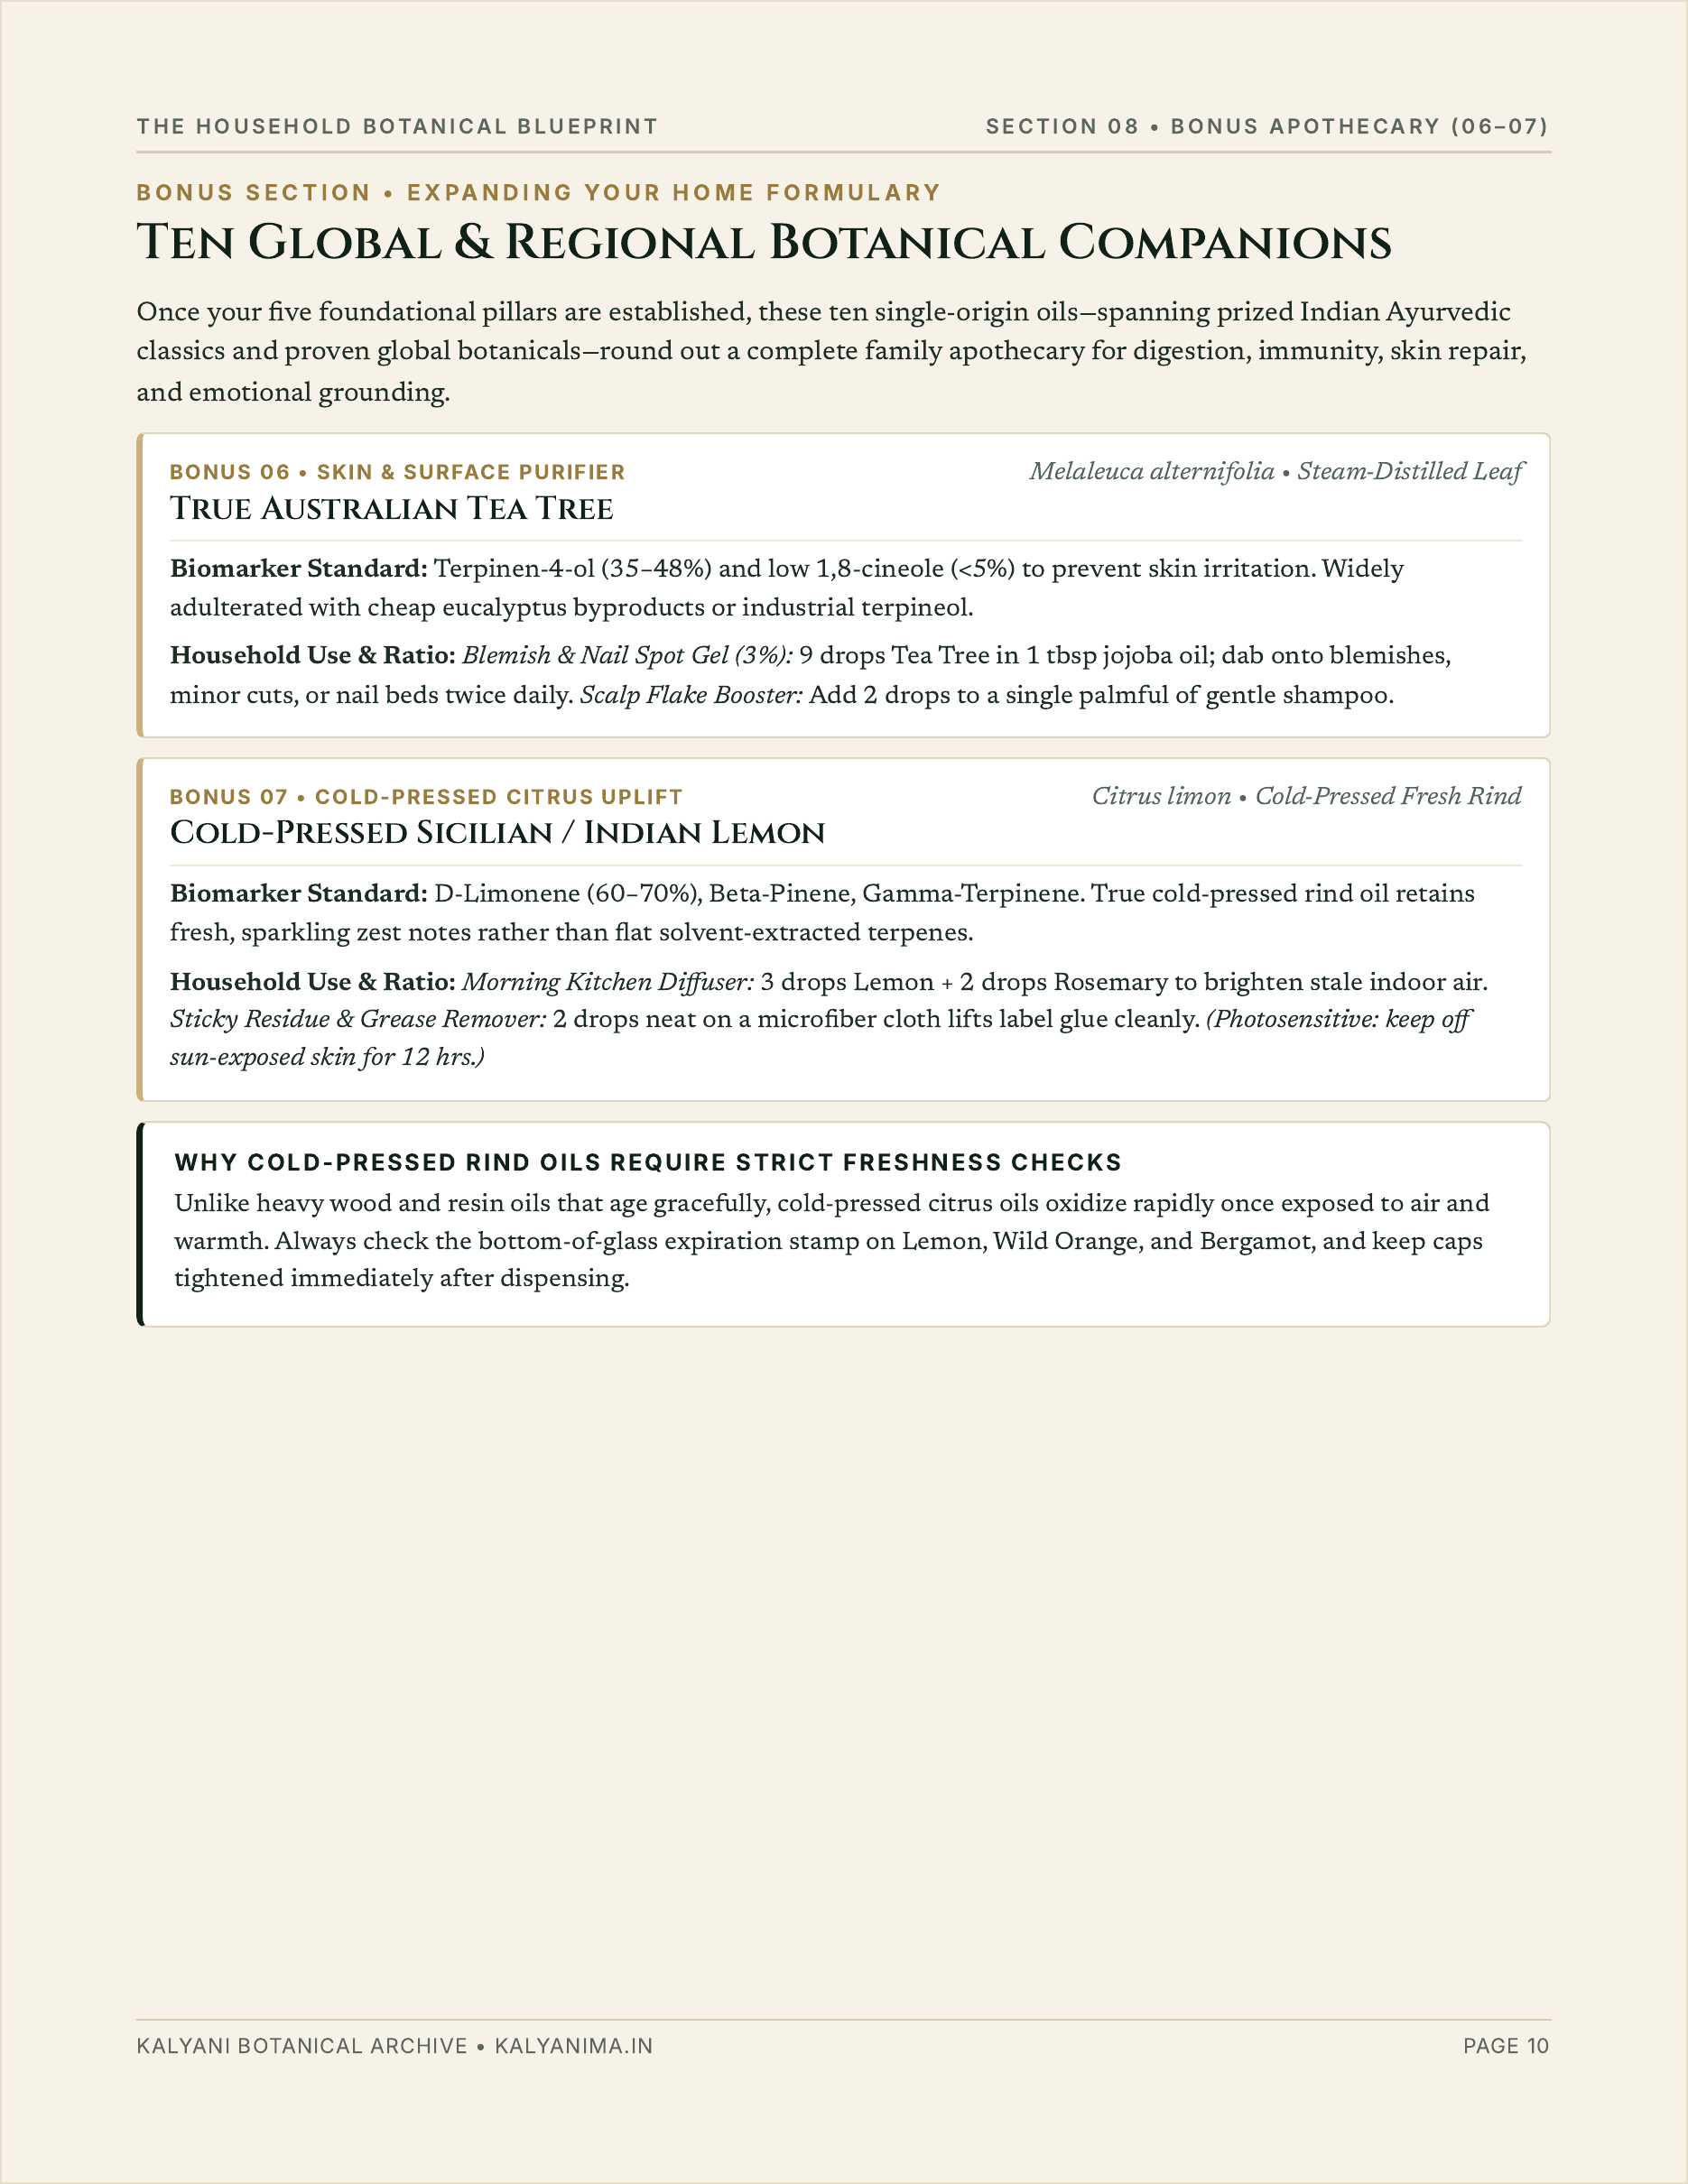 THE HOUSEHOLD BOTANICAL BLUEPRINT
SECTION 08 • BONUS APOTHECARY (06–07)
BONUS SECTION • EXPANDING YOUR HOME FORMULARY
Ten Global & Regional Botanical Companions
Once your five foundational pillars are established, these ten single-origin oils—spanning prized Indian Ayurvedic
classics and proven global botanicals—round out a complete family apothecary for digestion, immunity, skin repair,
and emotional grounding.
BONUS 06 • SKIN & SURFACE PURIFIER
Melaleuca alternifolia • Steam-Distilled Leaf
True Australian Tea Tree
Biomarker Standard: Terpinen-4-ol (35–48%) and low 1,8-cineole (<5%) to prevent skin irritation. Widely
adulterated with cheap eucalyptus byproducts or industrial terpineol.
Household Use & Ratio: Blemish & Nail Spot Gel (3%): 9 drops Tea Tree in 1 tbsp jojoba oil; dab onto blemishes,
minor cuts, or nail beds twice daily. Scalp Flake Booster: Add 2 drops to a single palmful of gentle shampoo.
BONUS 07 • COLD-PRESSED CITRUS UPLIFT
Citrus limon • Cold-Pressed Fresh Rind
Cold-Pressed Sicilian / Indian Lemon
Biomarker Standard: D-Limonene (60–70%), Beta-Pinene, Gamma-Terpinene. True cold-pressed rind oil retains
fresh, sparkling zest notes rather than flat solvent-extracted terpenes.
Household Use & Ratio: Morning Kitchen Diffuser: 3 drops Lemon + 2 drops Rosemary to brighten stale indoor air.
Sticky Residue & Grease Remover: 2 drops neat on a microfiber cloth lifts label glue cleanly. (Photosensitive: keep off
sun-exposed skin for 12 hrs.)
WHY COLD-PRESSED RIND OILS REQUIRE STRICT FRESHNESS CHECKS
Unlike heavy wood and resin oils that age gracefully, cold-pressed citrus oils oxidize rapidly once exposed to air and
warmth. Always check the bottom-of-glass expiration stamp on Lemon, Wild Orange, and Bergamot, and keep caps
tightened immediately after dispensing.
KALYANI BOTANICAL ARCHIVE • KALYANIMA.IN
PAGE 10